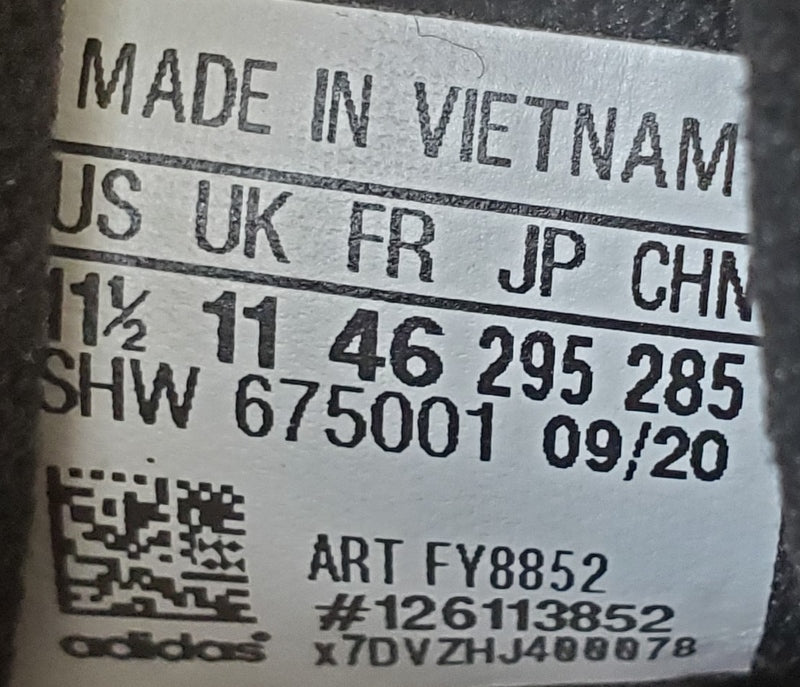 MADE IN VIETNAM
US UK FR JP CHN
11½ 11 46 295 285
SHW 675001 09/20
ART FY8852
#126113852
adidas x7DVZHJ400078